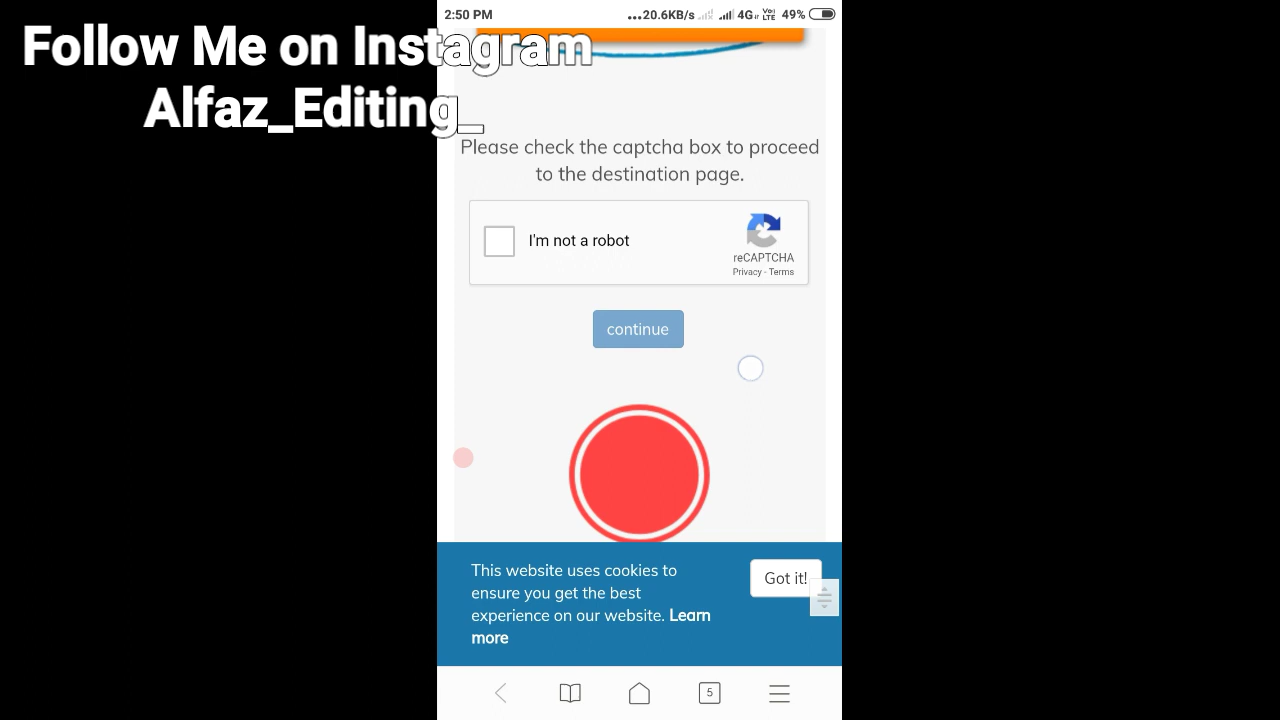 2:50 PM
...20.6KB/s 4G VoLTE 49%
Follow Me on Instagram
Alfaz_Editing_
Please check the captcha box to proceed
to the destination page.
I'm not a robot
reCAPTCHA
Privacy - Terms
continue
This website uses cookies to
ensure you get the best
experience on our website. Learn
more
Got it!
5